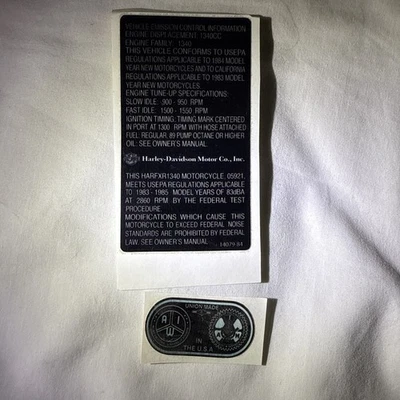 VEHICLE EMISSION CONTROL INFORMATION
ENGINE DISPLACEMENT: 1340CC
ENGINE FAMILY: 1340
THIS VEHICLE CONFORMS TO USEPA
REGULATIONS APPLICABLE TO 1984 MODEL
YEAR NEW MOTORCYCLES AND TO CALIFORNIA
REGULATIONS APPLICABLE TO 1983 MODEL
YEAR NEW MOTORCYCLES.
ENGINE TUNE-UP SPECIFICATIONS:
SLOW IDLE: 900 - 950 RPM
FAST IDLE: 1500 - 1550 RPM
IGNITION TIMING: TIMING MARK CENTERED
IN PORT AT 1300 RPM WITH HOSE ATTACHED
FUEL: REGULAR, 89 PUMP OCTANE OR HIGHER
OIL: SEE OWNER'S MANUAL
Harley-Davidson Motor Co., Inc.
THIS HARFXR1340 MOTORCYCLE, 05921,
MEETS USEPA REGULATIONS APPLICABLE
TO 1983 - 1985 MODEL YEARS OF 83dBA
AT 2860 RPM BY THE FEDERAL TEST
PROCEDURE.
MODIFICATIONS WHICH CAUSE THIS
MOTORCYCLE TO EXCEED FEDERAL NOISE
STANDARDS ARE PROHIBITED BY FEDERAL
LAW. SEE OWNER'S MANUAL.
14079-84
UNION MADE
A I W
IN
THE U.S.A.